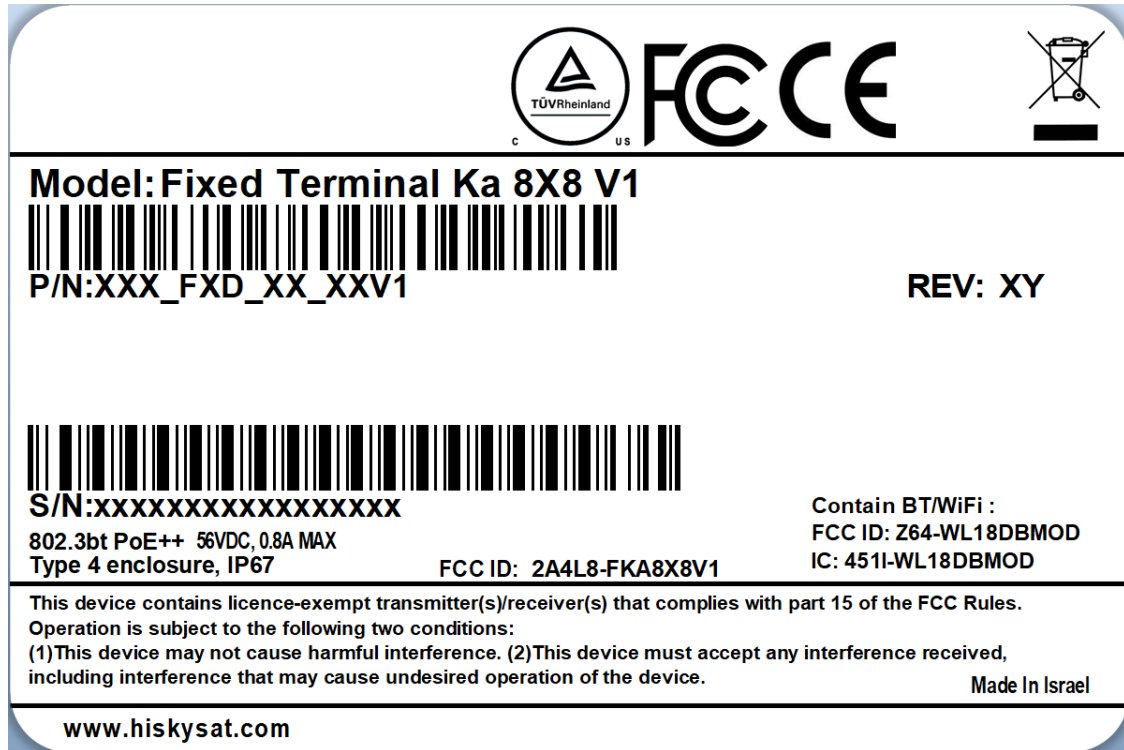 TÜVRheinland
C US
FCC CE
Model: Fixed Terminal Ka 8X8 V1
P/N:XXX_FXD_XX_XXV1
REV: XY
S/N:xxxxxxxxxxxxxxxxx
802.3bt PoE++ 56VDC, 0.8A MAX
Type 4 enclosure, IP67
FCC ID: 2A4L8-FKA8X8V1
Contain BT/WiFi :
FCC ID: Z64-WL18DBMOD
IC: 451I-WL18DBMOD
This device contains licence-exempt transmitter(s)/receiver(s) that complies with part 15 of the FCC Rules.
Operation is subject to the following two conditions:
(1)This device may not cause harmful interference. (2)This device must accept any interference received,
including interference that may cause undesired operation of the device.
Made In Israel
www.hiskysat.com